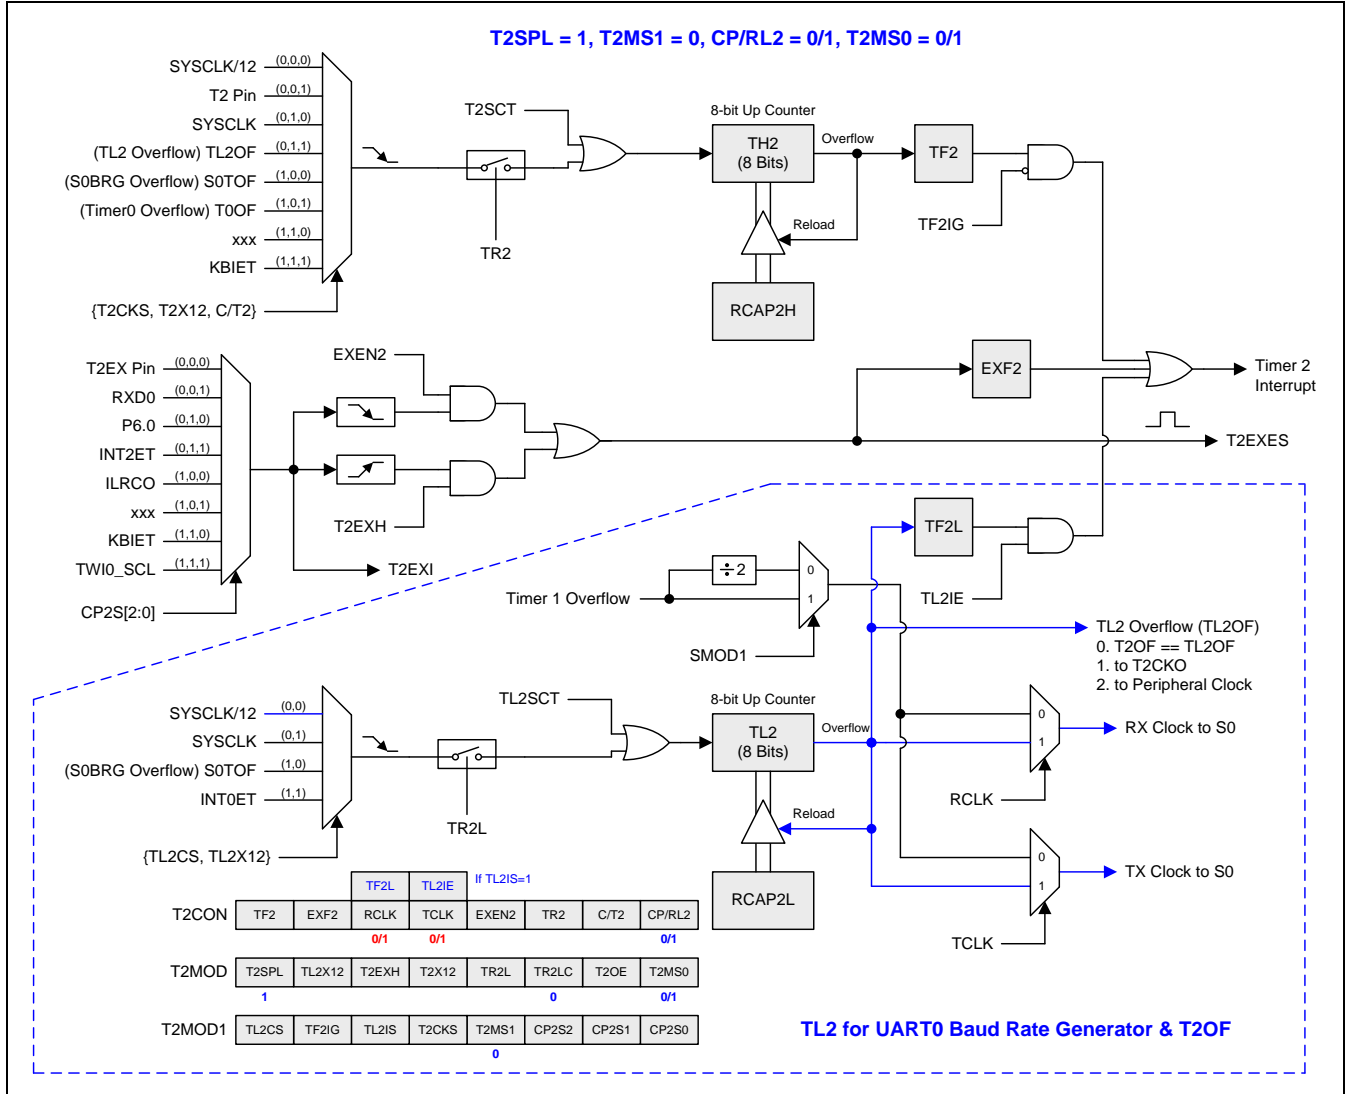 T2SPL = 1, T2MS1 = 0, CP/RL2 = 0/1, T2MS0 = 0/1
SYSCLK/12 (0,0,0)
T2 Pin (0,0,1)
SYSCLK (0,1,0)
(TL2 Overflow) TL2OF (0,1,1)
(S0BRG Overflow) S0TOF (1,0,0)
(Timer0 Overflow) T0OF (1,0,1)
xxx (1,1,0)
KBIET (1,1,1)
{T2CKS, T2X12, C/T2}
TR2
T2SCT
8-bit Up Counter
TH2
(8 Bits)
Overflow
Reload
RCAP2H
TF2
TF2IG
T2EX Pin (0,0,0)
RXD0 (0,0,1)
P6.0 (0,1,0)
INT2ET (0,1,1)
ILRCO (1,0,0)
xxx (1,0,1)
KBIET (1,1,0)
TWI0_SCL (1,1,1)
CP2S[2:0]
EXEN2
T2EXH
T2EXI
EXF2
Timer 2
Interrupt
T2EXES
TF2L
TL2IE
Timer 1 Overflow
÷2
0
1
SMOD1
TL2 Overflow (TL2OF)
0. T2OF == TL2OF
1. to T2CKO
2. to Peripheral Clock
SYSCLK/12 (0,0)
SYSCLK (0,1)
(S0BRG Overflow) S0TOF (1,0)
INT0ET (1,1)
{TL2CS, TL2X12}
TR2L
TL2SCT
8-bit Up Counter
TL2
(8 Bits)
Overflow
Reload
RCAP2L
0
1
RX Clock to S0
RCLK
0
1
TX Clock to S0
TCLK
TF2L TL2IE If TL2IS=1
T2CON TF2 EXF2 RCLK TCLK EXEN2 TR2 C/T2 CP/RL2
0/1 0/1 0/1
T2MOD T2SPL TL2X12 T2EXH T2X12 TR2L TR2LC T2OE T2MS0
1 0 0/1
T2MOD1 TL2CS TF2IG TL2IS T2CKS T2MS1 CP2S2 CP2S1 CP2S0
0
TL2 for UART0 Baud Rate Generator & T2OF